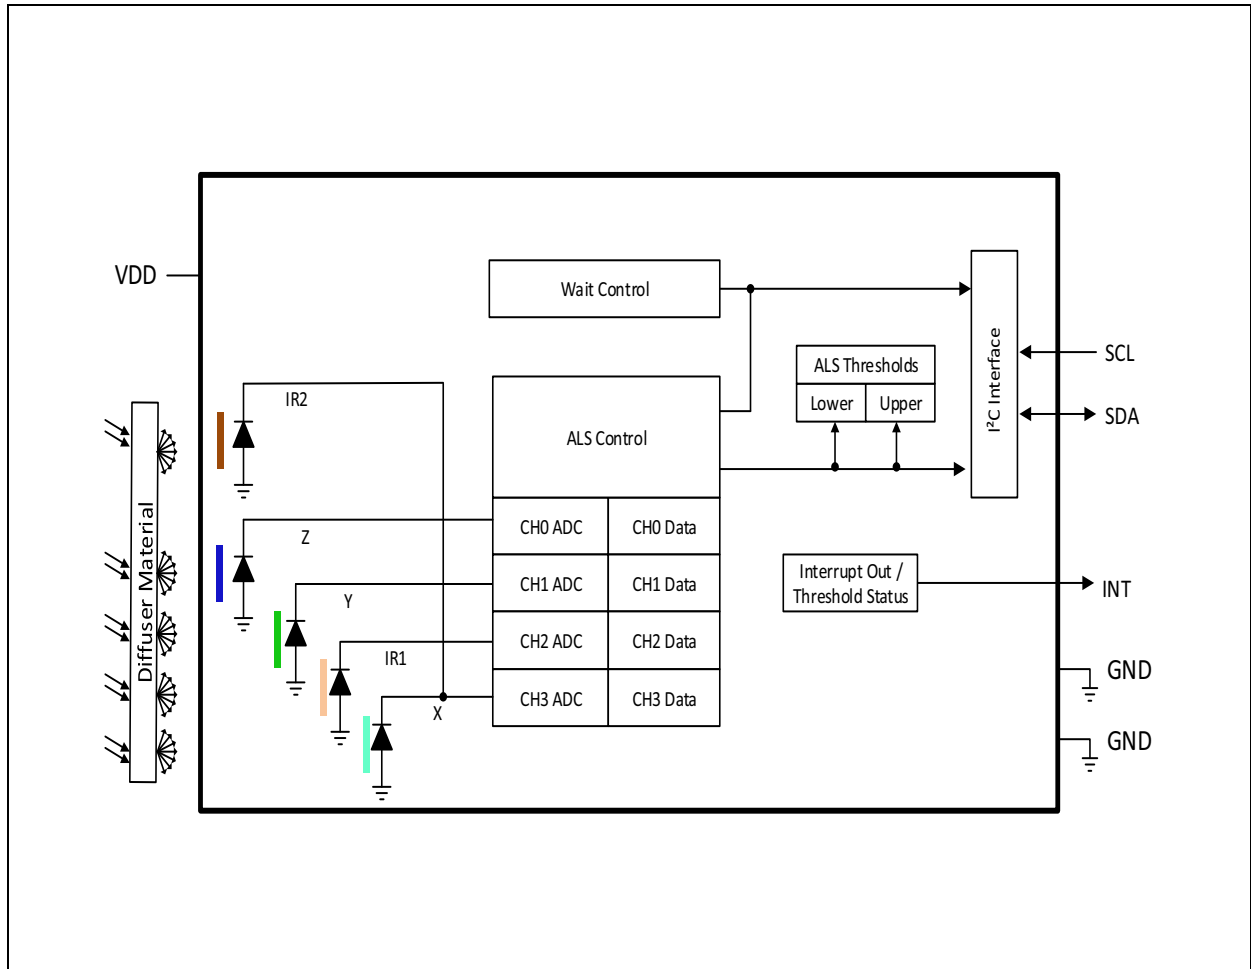 VDD
Wait Control
SCL
ALS Thresholds
I²C Interface
IR2
Lower
Upper
SDA
ALS Control
Diffuser Material
CH0 ADC
CH0 Data
Z
Interrupt Out /
Threshold Status
CH1 ADC
CH1 Data
INT
Y
CH2 ADC
CH2 Data
IR1
GND
CH3 ADC
CH3 Data
X
GND